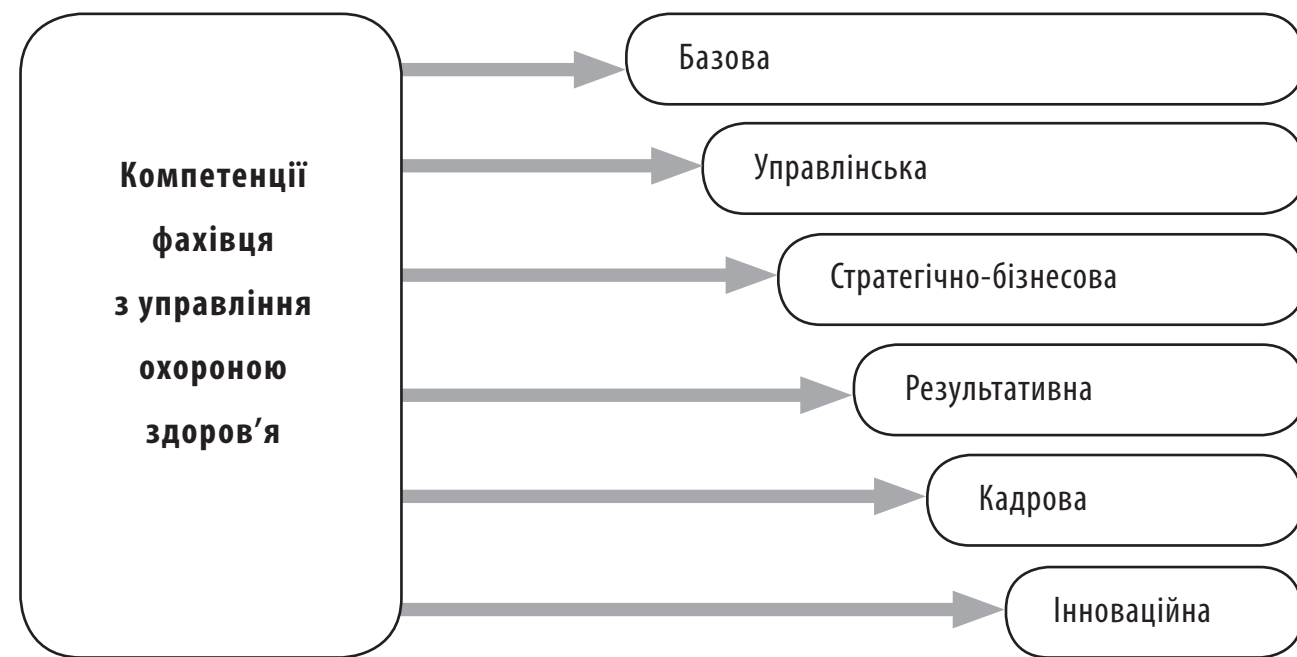 Компетенції
фахівця
з управління
охороною
здоров’я
Базова
Управлінська
Стратегічно-бізнесова
Результативна
Кадрова
Інноваційна